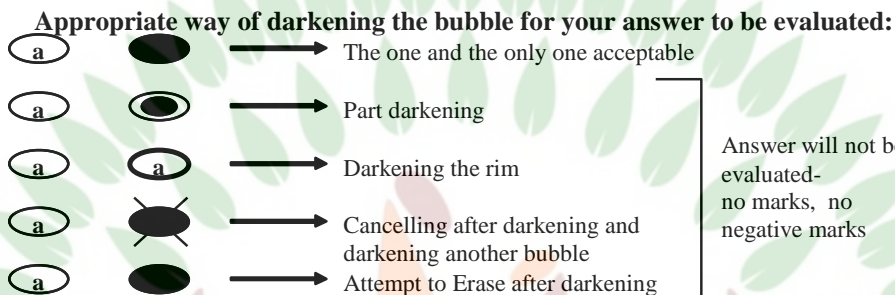 Appropriate way of darkening the bubble for your answer to be evaluated:
a The one and the only one acceptable
a Part darkening
a a Darkening the rim
a Cancelling after darkening and
darkening another bubble
a Attempt to Erase after darkening
Answer will not be
evaluated-
no marks, no
negative marks